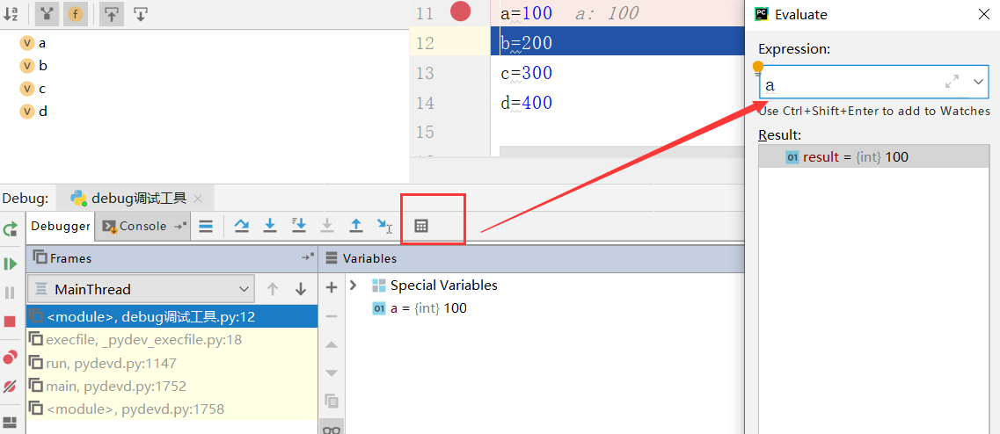 a
b
c
d
11 a=100 a: 100
12 b=200
13 c=300
14 d=400
15
Evaluate
Expression:
a
Use Ctrl+Shift+Enter to add to Watches
Result:
01 result = {int} 100
Debug: debug调试工具
Debugger Console
Frames
MainThread
<module>, debug调试工具.py:12
execfile, _pydev_execfile.py:18
run, pydevd.py:1147
main, pydevd.py:1752
<module>, pydevd.py:1758
Variables
Special Variables
01 a = {int} 100